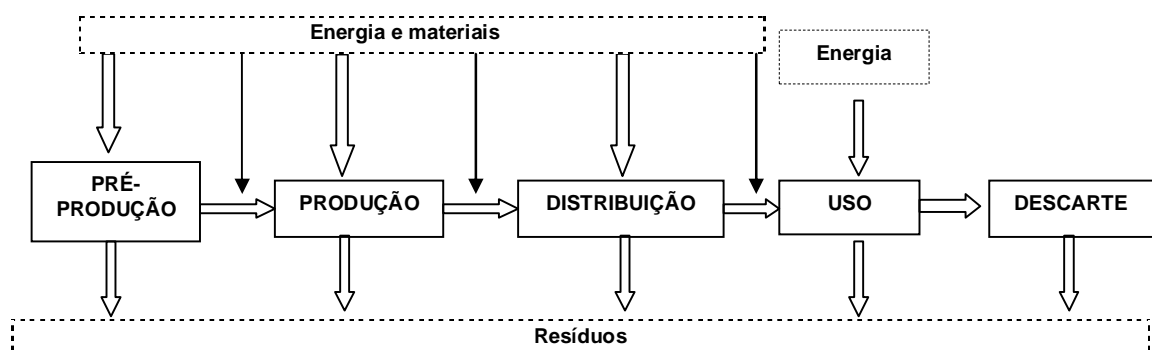 Energia e materiais
Energia
PRÉ-
PRODUÇÃO
PRODUÇÃO
DISTRIBUIÇÃO
USO
DESCARTE
Resíduos